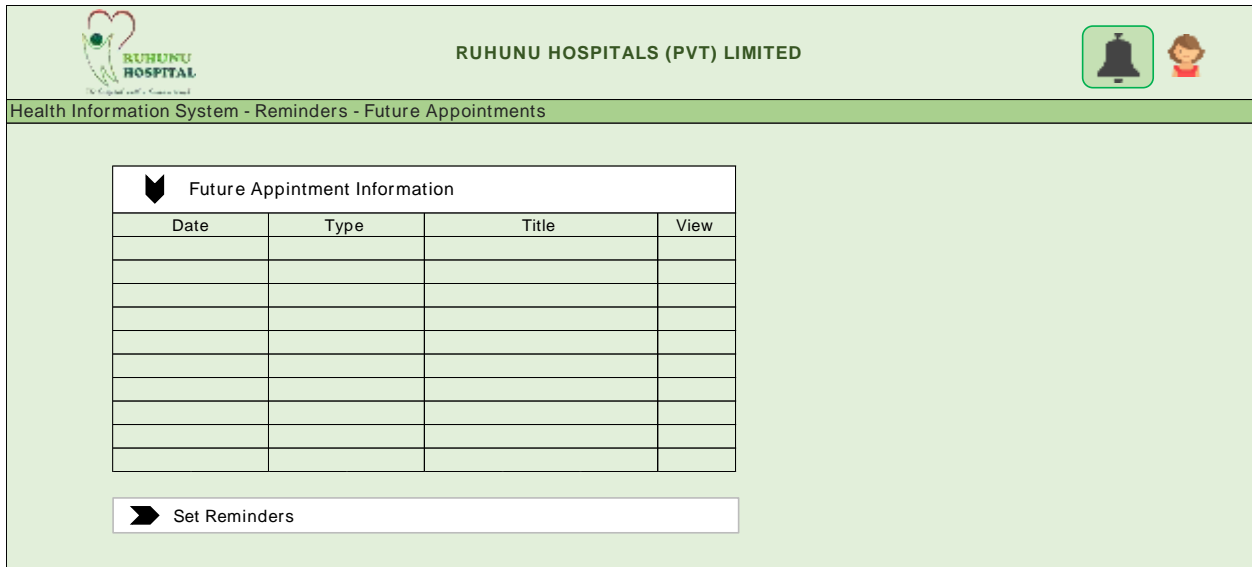 RUHUNU
HOSPITAL
RUHUNU HOSPITALS (PVT) LIMITED
Health Information System - Reminders - Future Appointments
Future Appintment Information
Date Type Title View
Set Reminders